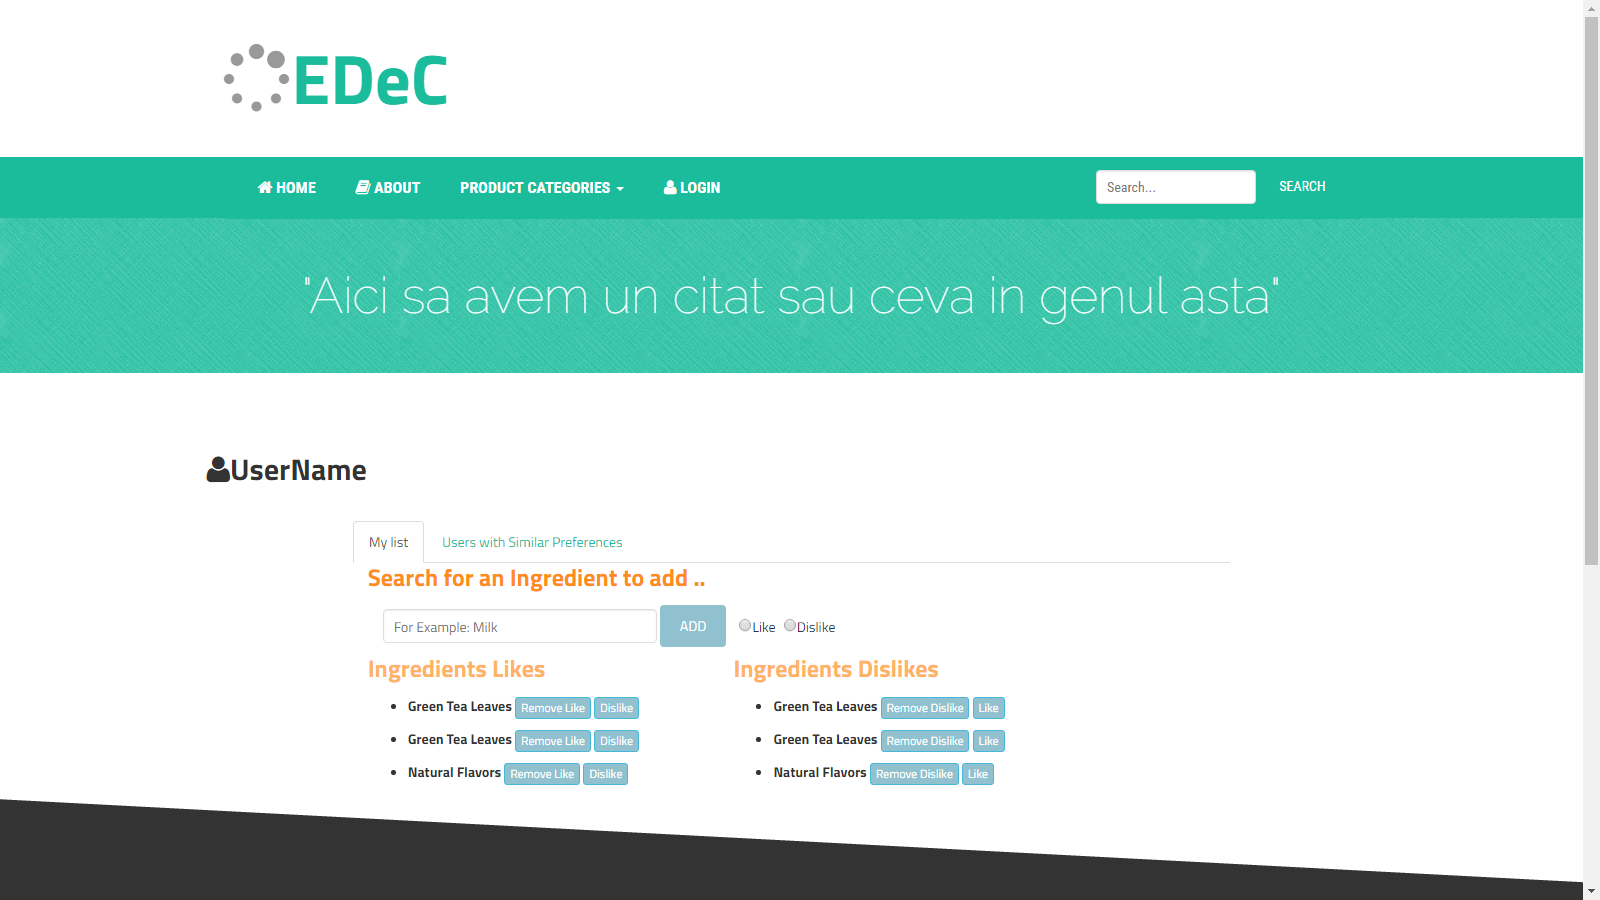 EDeC
HOME ABOUT PRODUCT CATEGORIES LOGIN Search... SEARCH
"Aici sa avem un citat sau ceva in genul asta"
UserName
My list Users with Similar Preferences
Search for an Ingredient to add ..
For Example: Milk ADD Like Dislike
Ingredients Likes
Green Tea Leaves Remove Like Dislike
Green Tea Leaves Remove Like Dislike
Natural Flavors Remove Like Dislike
Ingredients Dislikes
Green Tea Leaves Remove Dislike Like
Green Tea Leaves Remove Dislike Like
Natural Flavors Remove Dislike Like